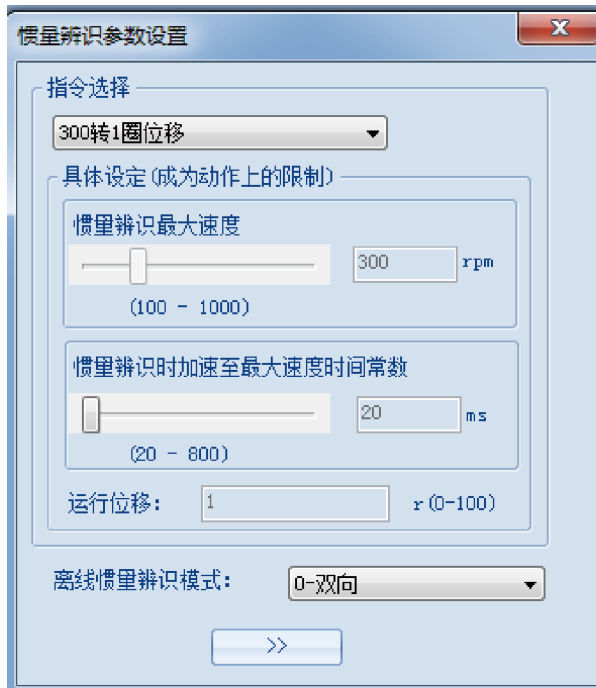 惯量辨识参数设置
指令选择
300转1圈位移
具体设定(成为动作上的限制)
惯量辨识最大速度
300 rpm
(100 - 1000)
惯量辨识时加速至最大速度时间常数
20 ms
(20 - 800)
运行位移: 1 r(0-100)
离线惯量辨识模式: 0-双向
>>